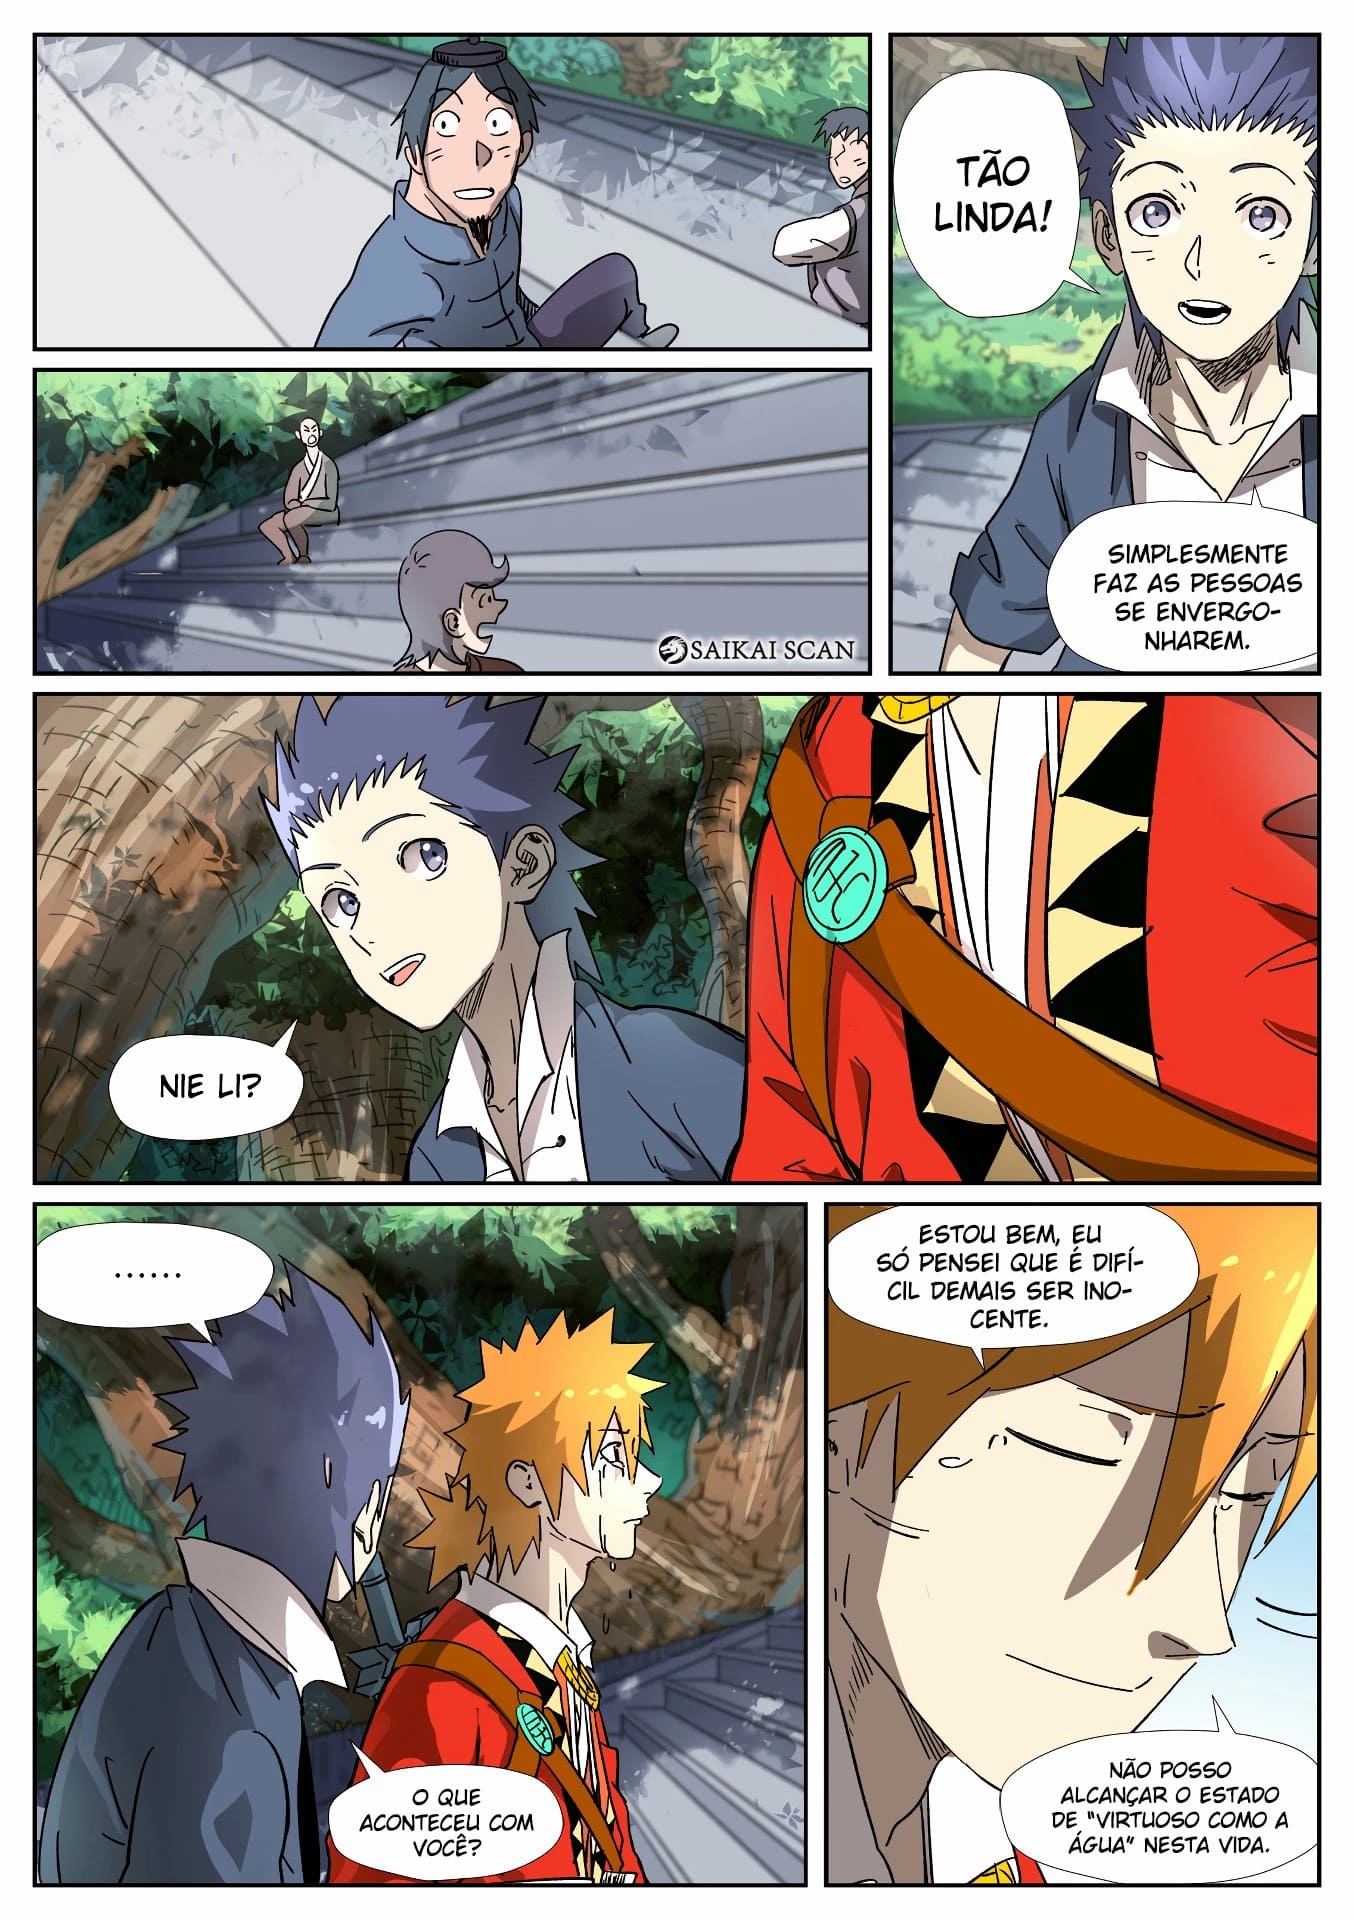 TÃO
LINDA!
SIMPLESMENTE
FAZ AS PESSOAS
SE ENVERGO-
NHAREM.
SAIKAI SCAN
NIE LI?
......
O QUE
ACONTECEU COM
VOCÊ?
ESTOU BEM, EU
SÓ PENSEI QUE É DIFÍ-
CIL DEMAIS SER INO-
CENTE.
NÃO POSSO
ALCANÇAR O ESTADO
DE "VIRTUOSO COMO A
ÁGUA" NESTA VIDA.